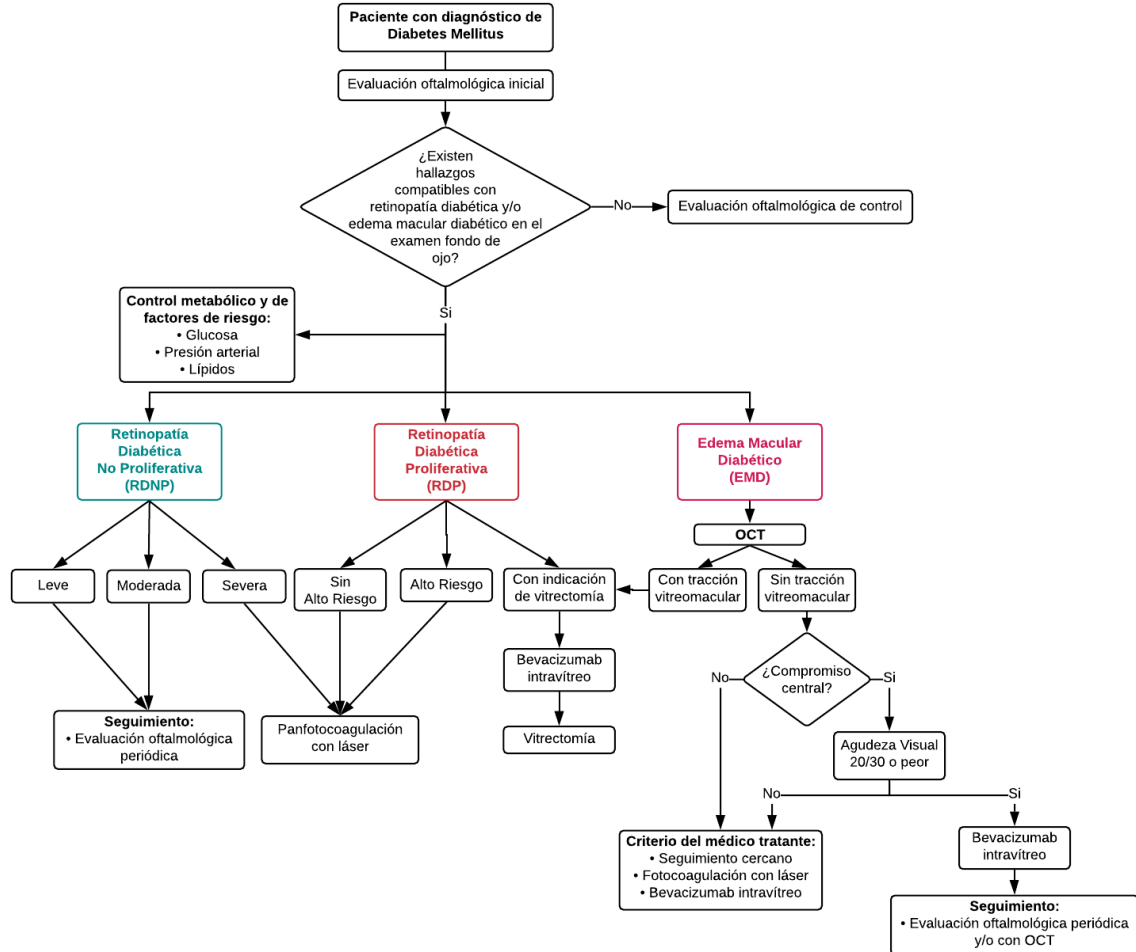 Paciente con diagnóstico de
Diabetes Mellitus
Evaluación oftalmológica inicial
¿Existen
hallazgos
compatibles con
retinopatía diabética y/o
edema macular diabético en el
examen fondo de
ojo?
No
Evaluación oftalmológica de control
Si
Control metabólico y de
factores de riesgo:
• Glucosa
• Presión arterial
• Lípidos
Retinopatía
Diabética
No Proliferativa
(RDNP)
Retinopatía
Diabética
Proliferativa
(RDP)
Edema Macular
Diabético
(EMD)
OCT
Leve
Moderada
Severa
Sin
Alto Riesgo
Alto Riesgo
Con indicación
de vitrectomía
Con tracción
vitreomacular
Sin tracción
vitreomacular
Bevacizumab
intravítreo
Vitrectomía
¿Compromiso
central?
No
Si
Seguimiento:
• Evaluación oftalmológica
periódica
Panfotocoagulación
con láser
Agudeza Visual
20/30 o peor
No
Si
Criterio del médico tratante:
• Seguimiento cercano
• Fotocoagulación con láser
• Bevacizumab intravítreo
Bevacizumab
intravítreo
Seguimiento:
• Evaluación oftalmológica periódica
y/o con OCT